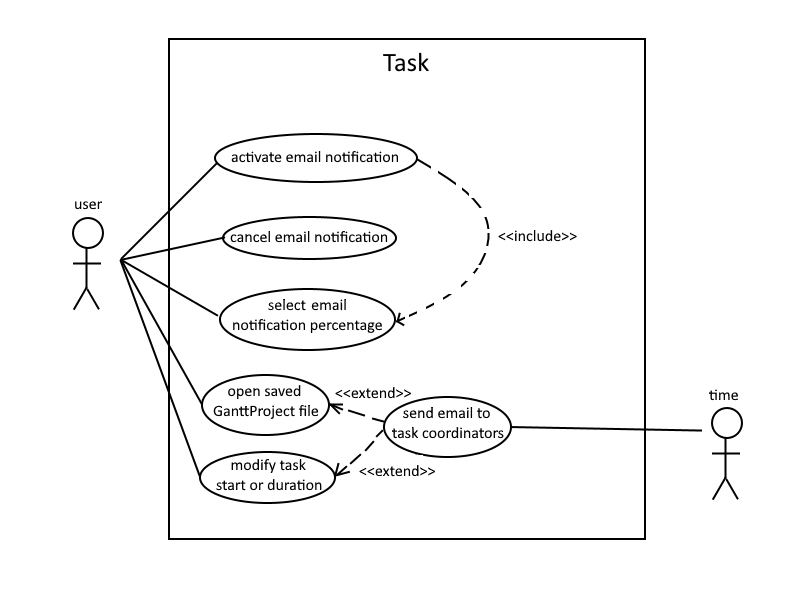 Task
activate email notification
user
cancel email notification
<<include>>
select email
notification percentage
open saved
GanttProject file
<<extend>>
send email to
task coordinators
time
modify task
start or duration
<<extend>>